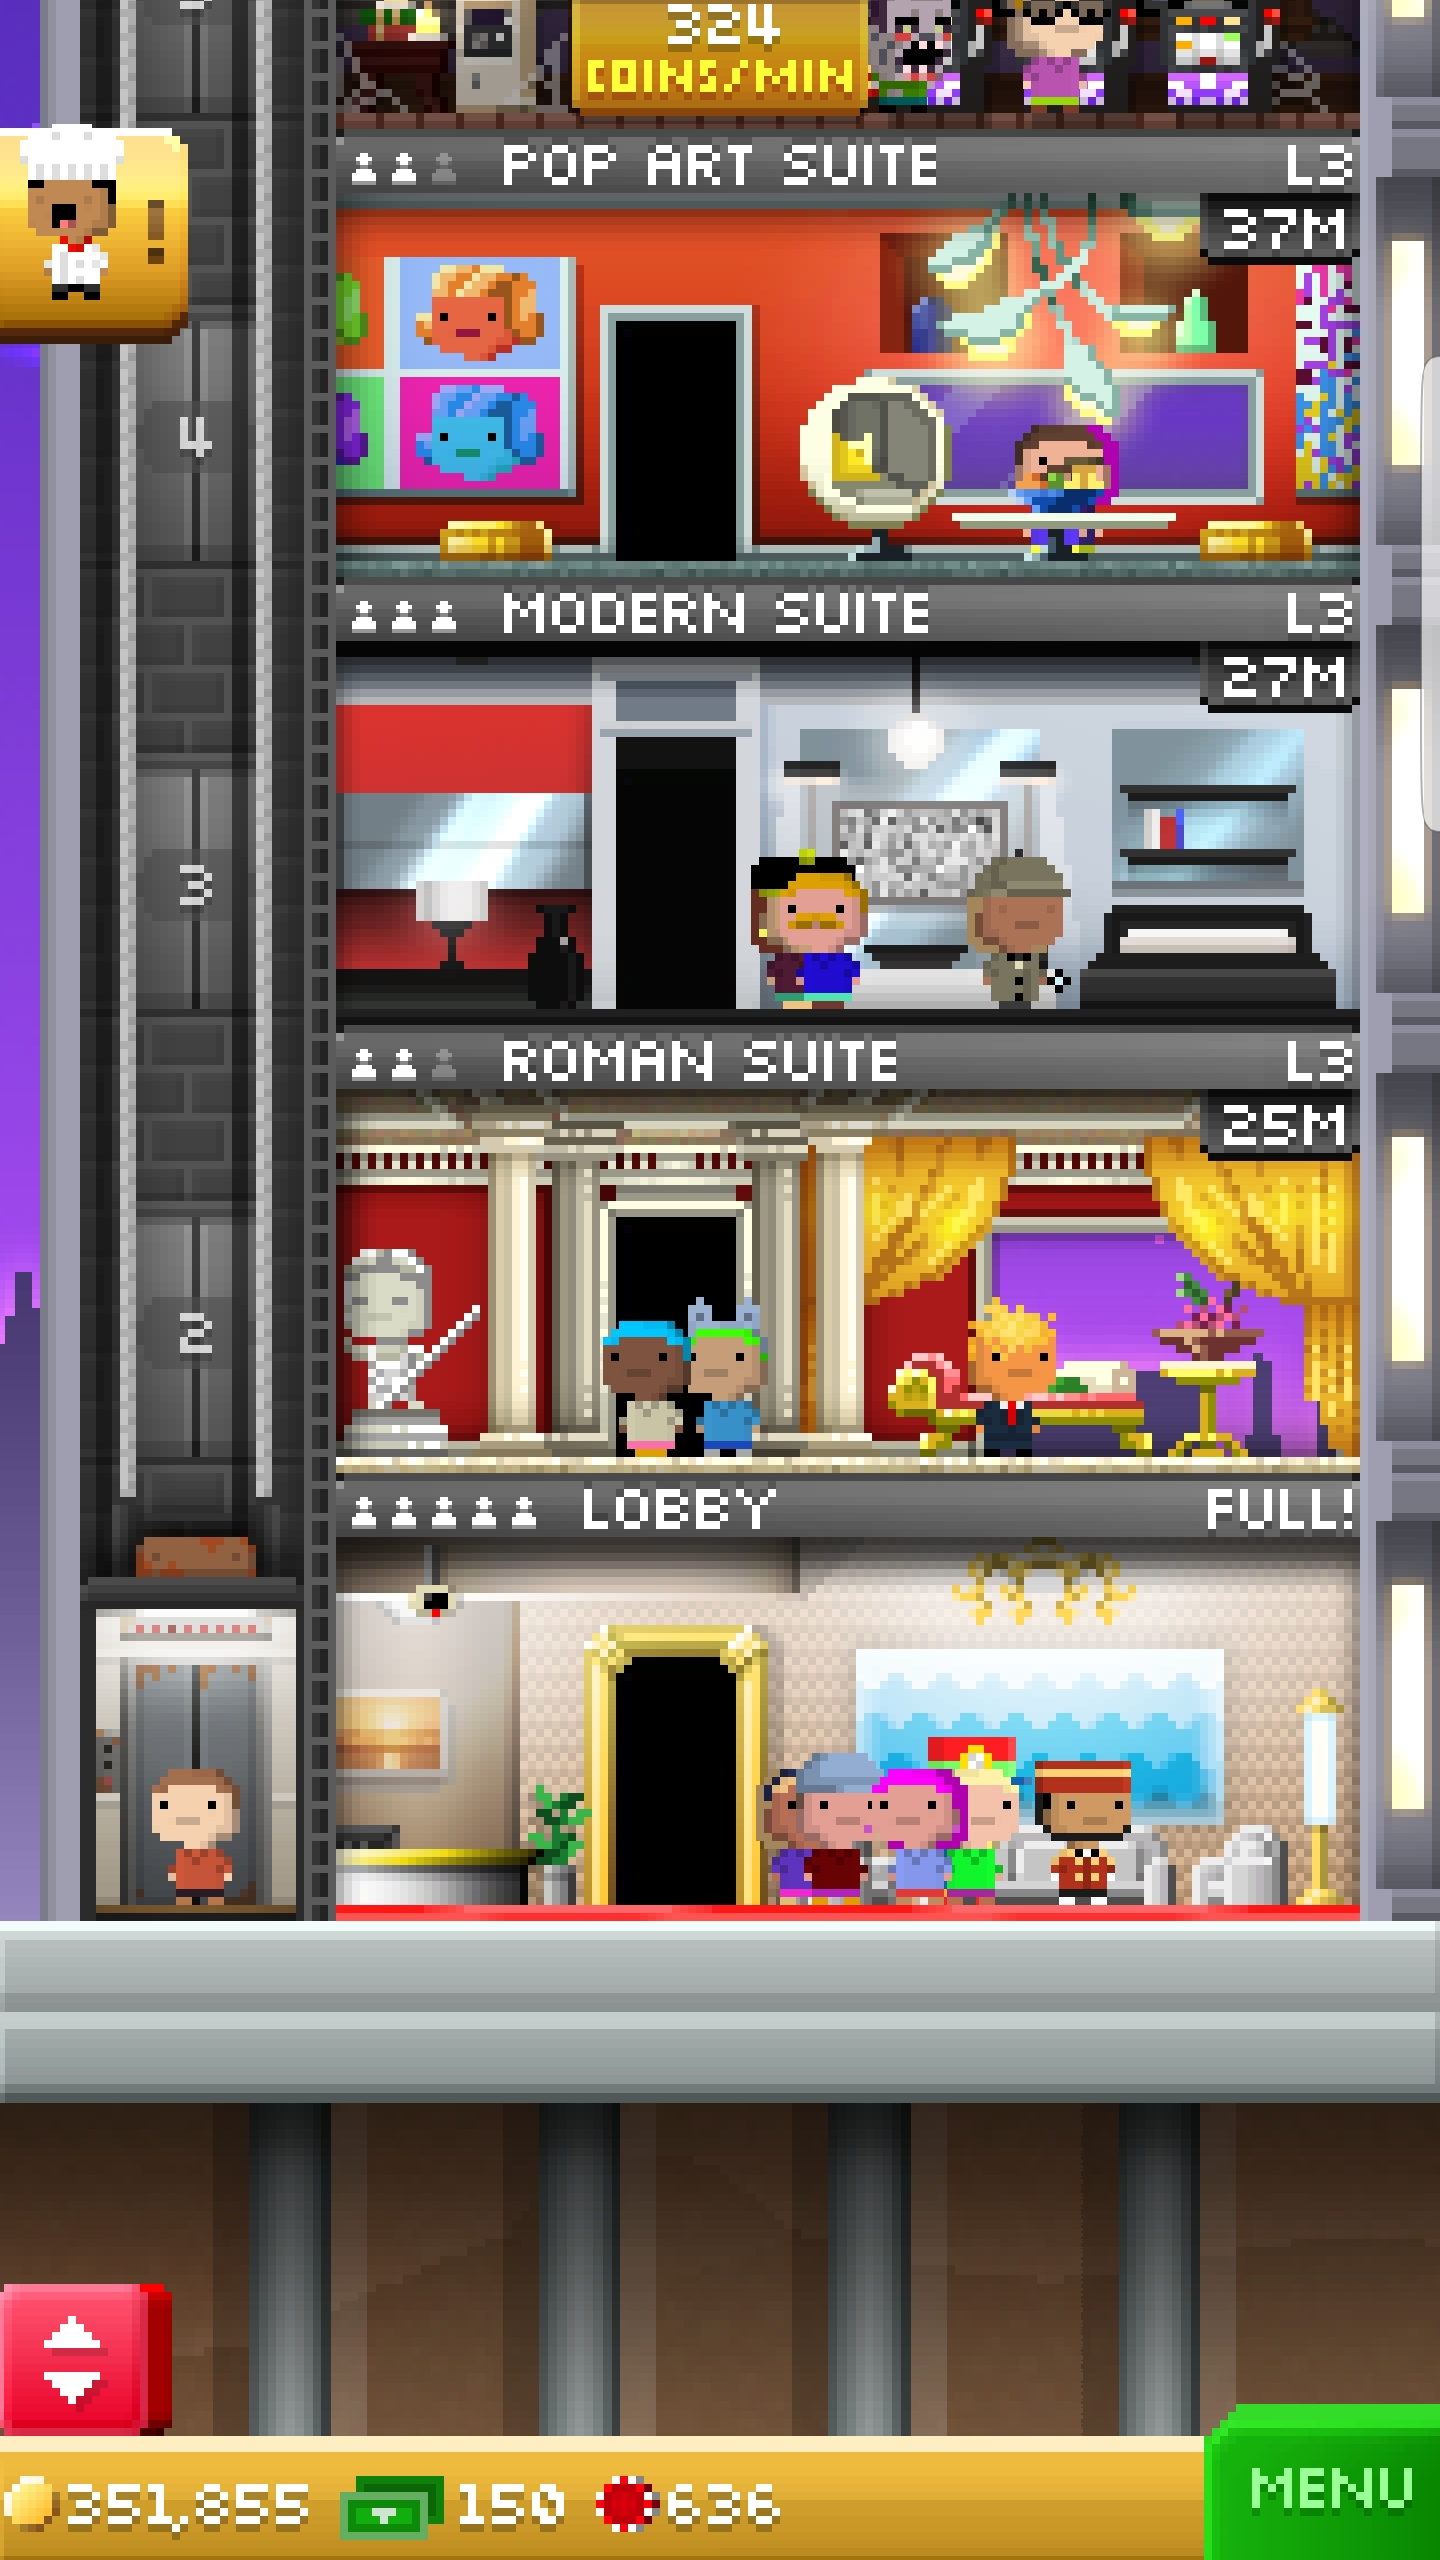 324
COINS/MIN
POP ART SUITE L3
37M
!
4
MODERN SUITE L3
27M
3
ROMAN SUITE L3
25M
2
LOBBY FULL!
351,855 150 636
MENU